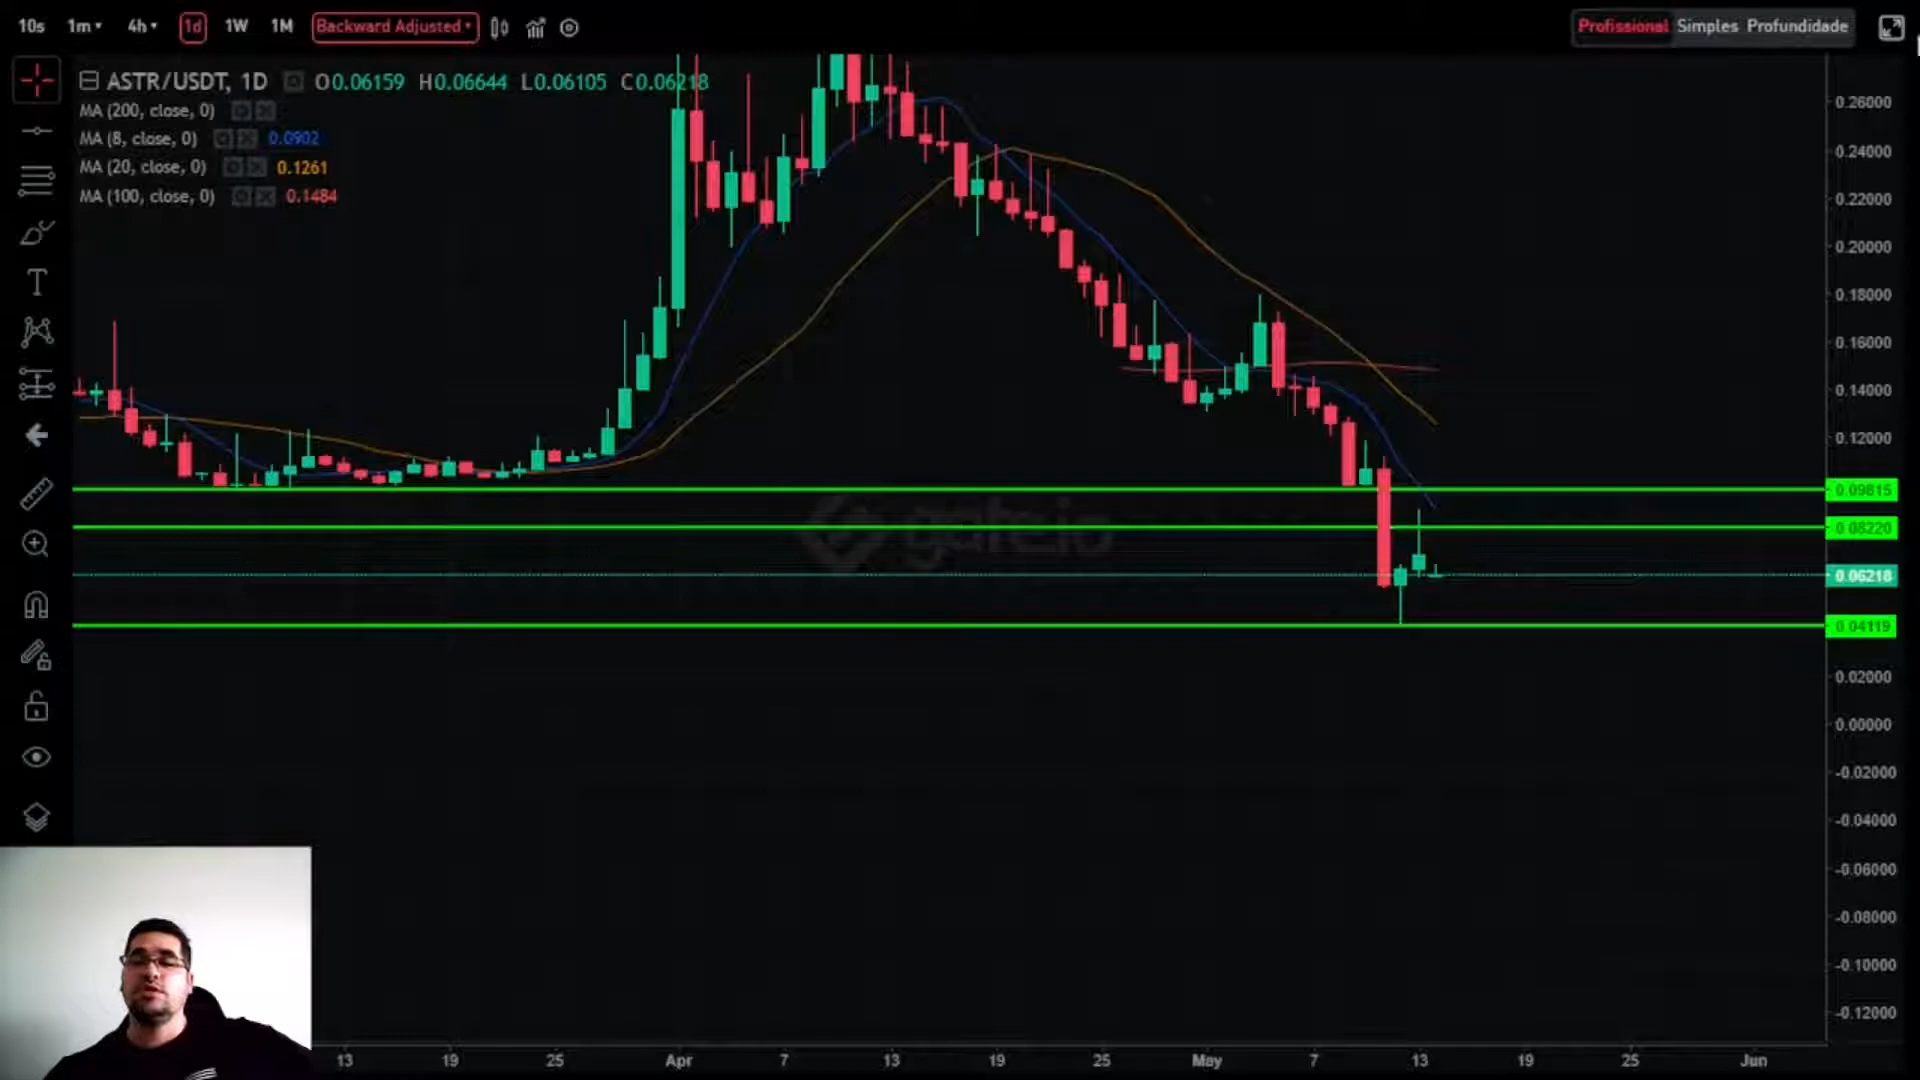 10s 1m 4h 1d 1W 1M Backward Adjusted Profissional Simples Profundidade
ASTR/USDT, 1D O0.06159 H0.06644 L0.06105 C0.06218
MA (200, close, 0)
MA (8, close, 0) 0.0902
MA (20, close, 0) 0.1261
MA (100, close, 0) 0.1484
0.26000
0.24000
0.22000
0.20000
0.18000
0.16000
0.14000
0.12000
0.09815
0.08220
0.06218
0.04119
0.02000
0.00000
-0.02000
-0.04000
-0.06000
-0.08000
-0.10000
-0.12000
gate.io
13 19 25 Apr 7 13 19 25 May 7 13 19 25 Jun